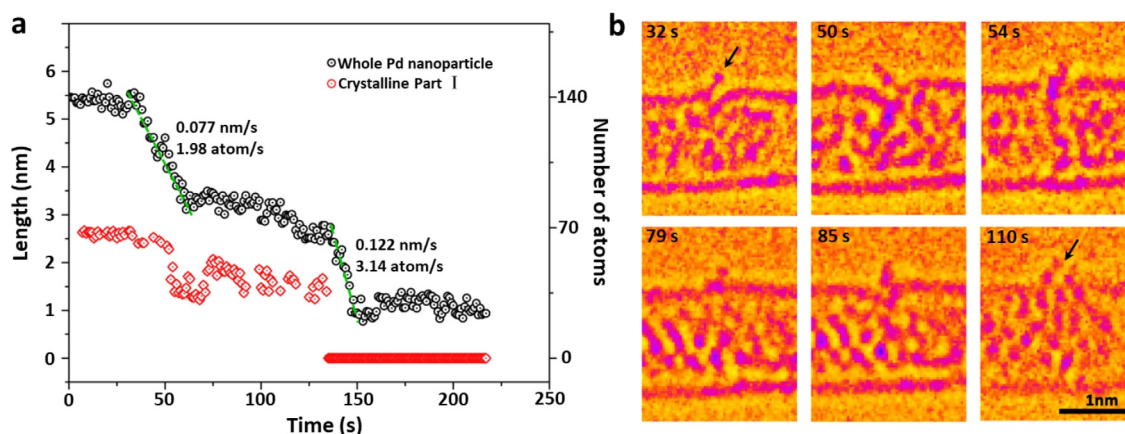 a
Length (nm)
6
5
4
3
2
1
0
0 50 100 150 200 250
Time (s)
140
70
0
Number of atoms
Whole Pd nanoparticle
Crystalline Part I
0.077 nm/s
1.98 atom/s
0.122 nm/s
3.14 atom/s
b
32 s
50 s
54 s
79 s
85 s
110 s
1nm